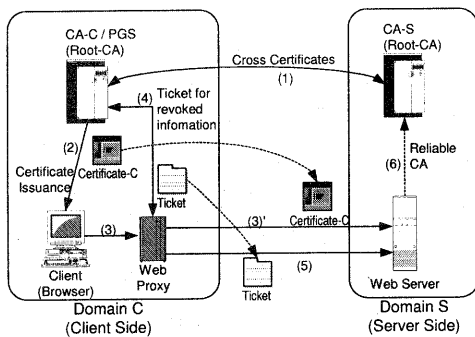 CA-C / PGS
(Root-CA)
CA-S
(Root-CA)
Cross Certificates
(1)
(4)
Ticket for
revoked
infomation
(2)
Certificate
Issuance
Certificate-C
Ticket
(6)
Reliable
CA
Certificate-C
(3)
(3)'
(5)
Client
(Browser)
Web
Proxy
Ticket
Web Server
Domain C
(Client Side)
Domain S
(Server Side)